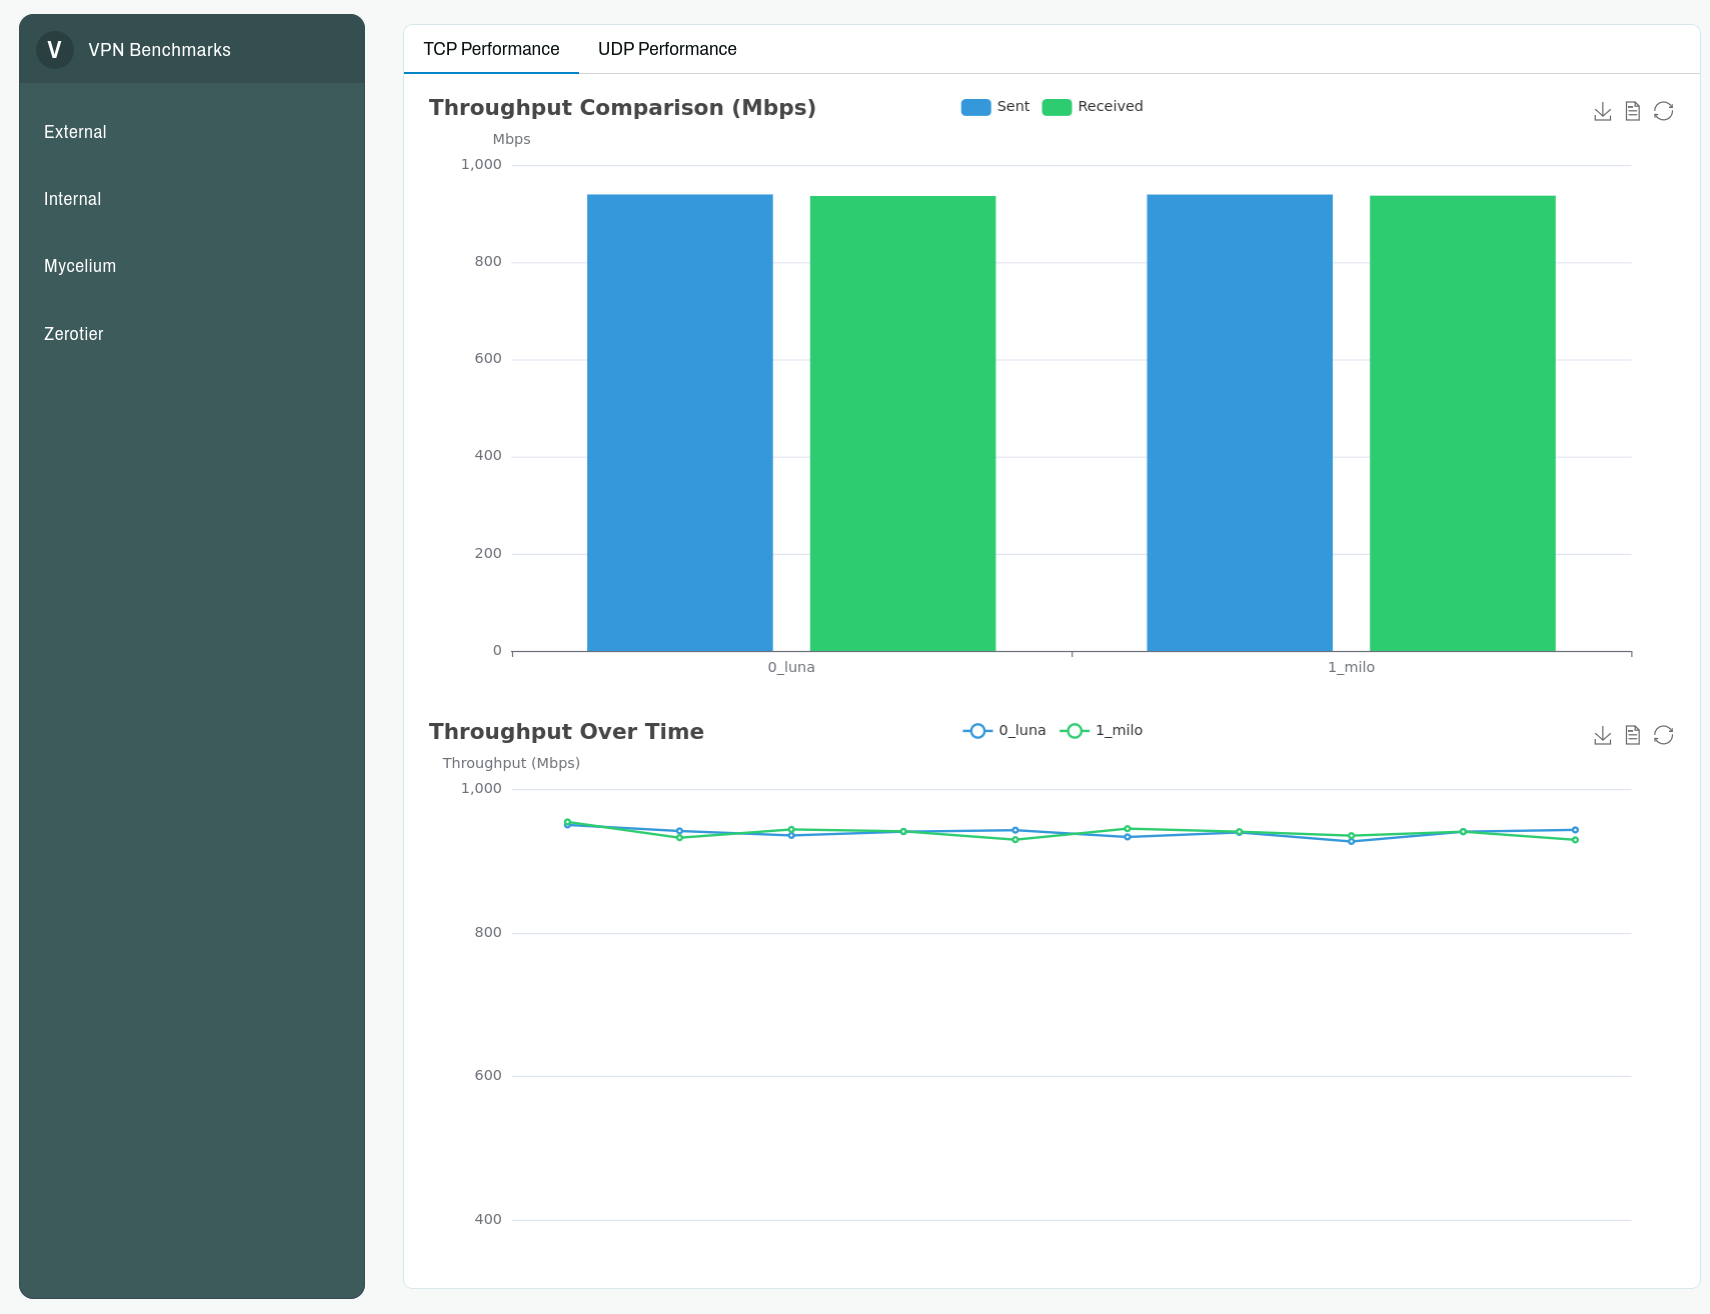 V VPN Benchmarks
External
Internal
Mycelium
Zerotier
TCP Performance UDP Performance
Throughput Comparison (Mbps)
Sent Received
Mbps
1,000
800
600
400
200
0
0_luna 1_milo
Throughput Over Time
0_luna 1_milo
Throughput (Mbps)
1,000
800
600
400